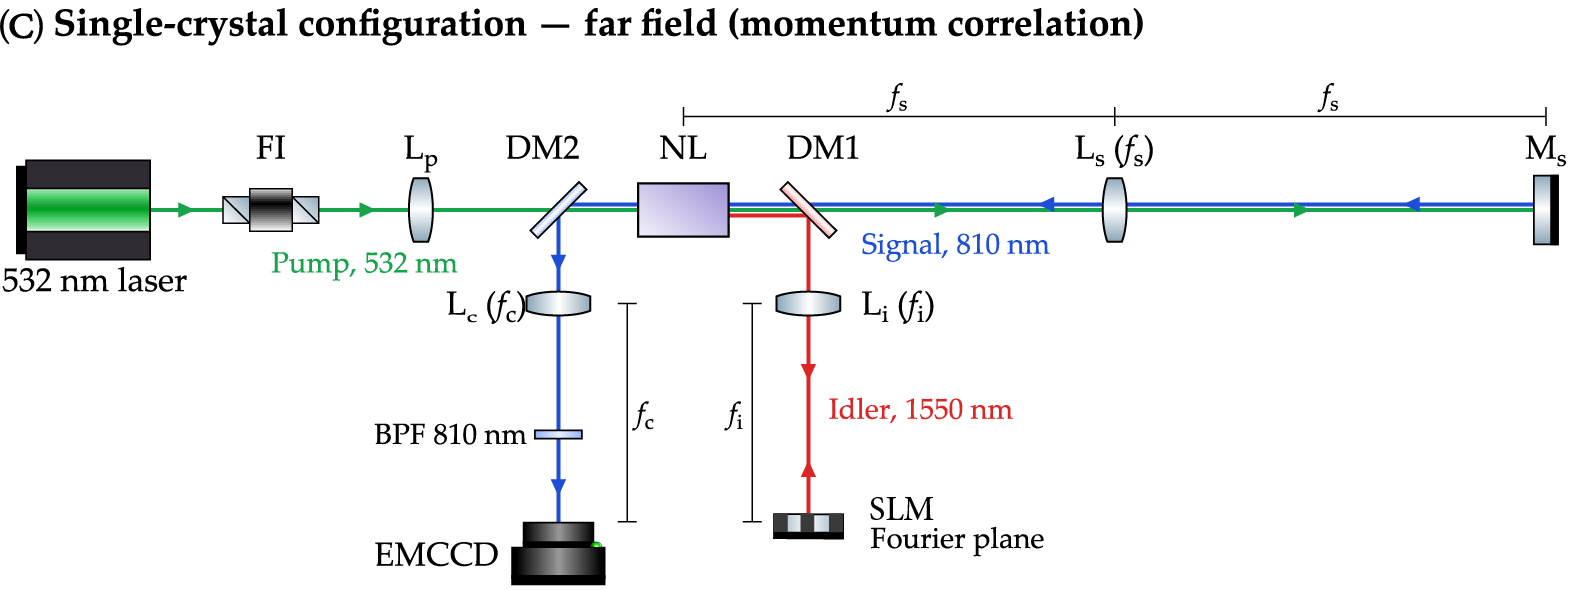 (C) Single-crystal configuration — far field (momentum correlation)
fs
fs
FI
Lp
DM2
NL
DM1
Ls (fs)
Ms
Pump, 532 nm
Signal, 810 nm
532 nm laser
Lc (fc)
Li (fi)
fc
fi
Idler, 1550 nm
BPF 810 nm
SLM
Fourier plane
EMCCD